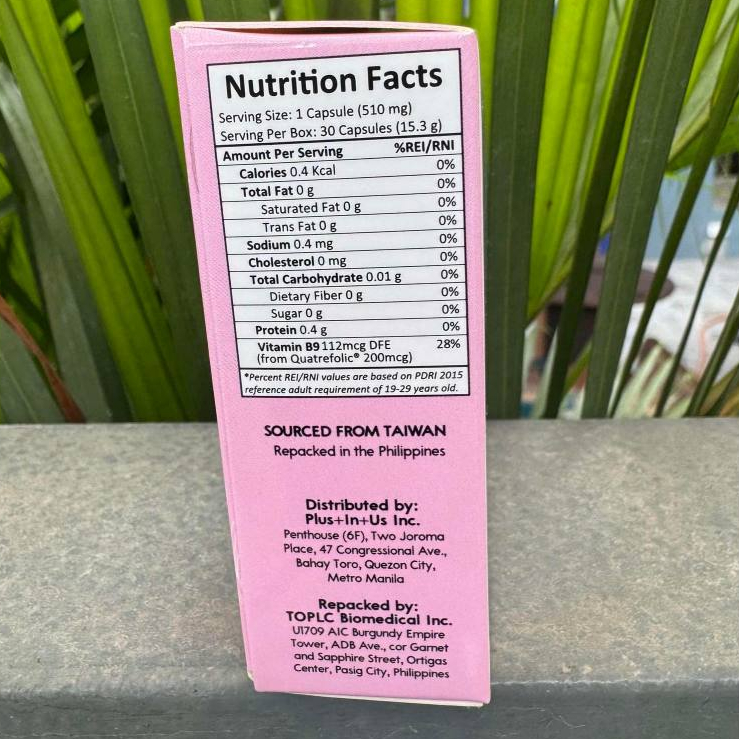 Nutrition Facts
Serving Size: 1 Capsule (510 mg)
Serving Per Box: 30 Capsules (15.3 g)
Amount Per Serving %REI/RNI
Calories 0.4 Kcal 0%
Total Fat 0 g 0%
Saturated Fat 0 g 0%
Trans Fat 0 g 0%
Sodium 0.4 mg 0%
Cholesterol 0 mg 0%
Total Carbohydrate 0.01 g 0%
Dietary Fiber 0 g 0%
Sugar 0 g 0%
Protein 0.4 g 0%
Vitamin B9 112mcg DFE 28%
(from Quatrefolic® 200mcg)
*Percent REI/RNI values are based on PDRI 2015
reference adult requirement of 19-29 years old.
SOURCED FROM TAIWAN
Repacked in the Philippines
Distributed by:
Plus+In+Us Inc.
Penthouse (6F), Two Joroma
Place, 47 Congressional Ave.,
Bahay Toro, Quezon City,
Metro Manila
Repacked by:
TOPLC Biomedical Inc.
U1709 AIC Burgundy Empire
Tower, ADB Ave., cor Garnet
and Sapphire Street, Ortigas
Center, Pasig City, Philippines